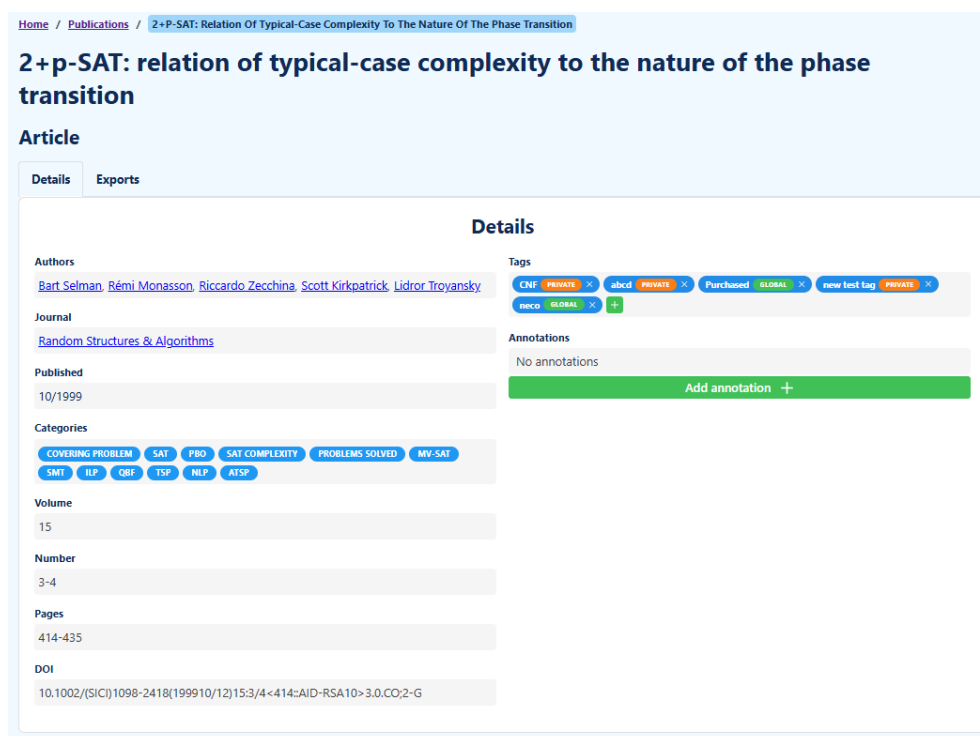 Home / Publications / 2+P-SAT: Relation Of Typical-Case Complexity To The Nature Of The Phase Transition
2+p-SAT: relation of typical-case complexity to the nature of the phase
transition
Article
Details Exports
Details
Authors
Bart Selman, Rémi Monasson, Riccardo Zecchina, Scott Kirkpatrick, Lidror Troyansky
Journal
Random Structures & Algorithms
Published
10/1999
Categories
COVERING PROBLEM SAT PBO SAT COMPLEXITY PROBLEMS SOLVED MV-SAT
SMT ILP QBF TSP NLP ATSP
Volume
15
Number
3-4
Pages
414-435
DOI
10.1002/(SICI)1098-2418(199910/12)15:3/4<414::AID-RSA10>3.0.CO;2-G
Tags
CNF PRIVATE × abcd PRIVATE × Purchased GLOBAL × new test tag PRIVATE ×
neco GLOBAL × +
Annotations
No annotations
Add annotation +